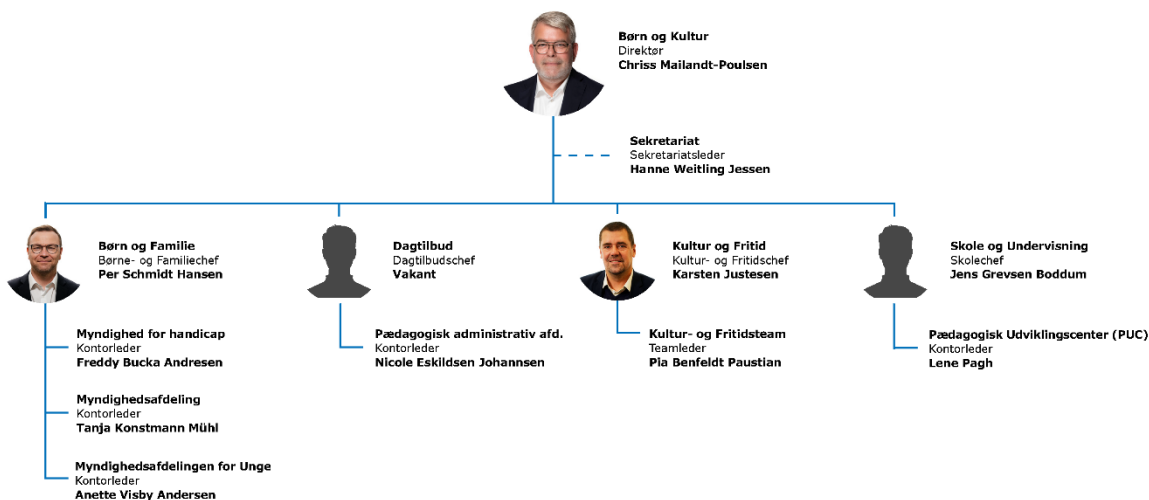 Børn og Kultur
Direktør
Chriss Mailandt-Poulsen
Sekretariat
Sekretariatsleder
Hanne Weitling Jessen
Børn og Familie
Børne- og Familiechef
Per Schmidt Hansen
Dagtilbud
Dagtilbudschef
Vakant
Kultur og Fritid
Kultur- og Fritidschef
Karsten Justesen
Skole og Undervisning
Skolechef
Jens Grevsen Boddum
Myndighed for handicap
Kontorleder
Freddy Bucka Andresen
Pædagogisk administrativ afd.
Kontorleder
Nicole Eskildsen Johannsen
Kultur- og Fritidsteam
Teamleder
Pia Benfeldt Paustian
Pædagogisk Udviklingscenter (PUC)
Kontorleder
Lene Pagh
Myndighedsafdeling
Kontorleder
Tanja Konstmann Mühl
Myndighedsafdelingen for Unge
Kontorleder
Anette Visby Andersen